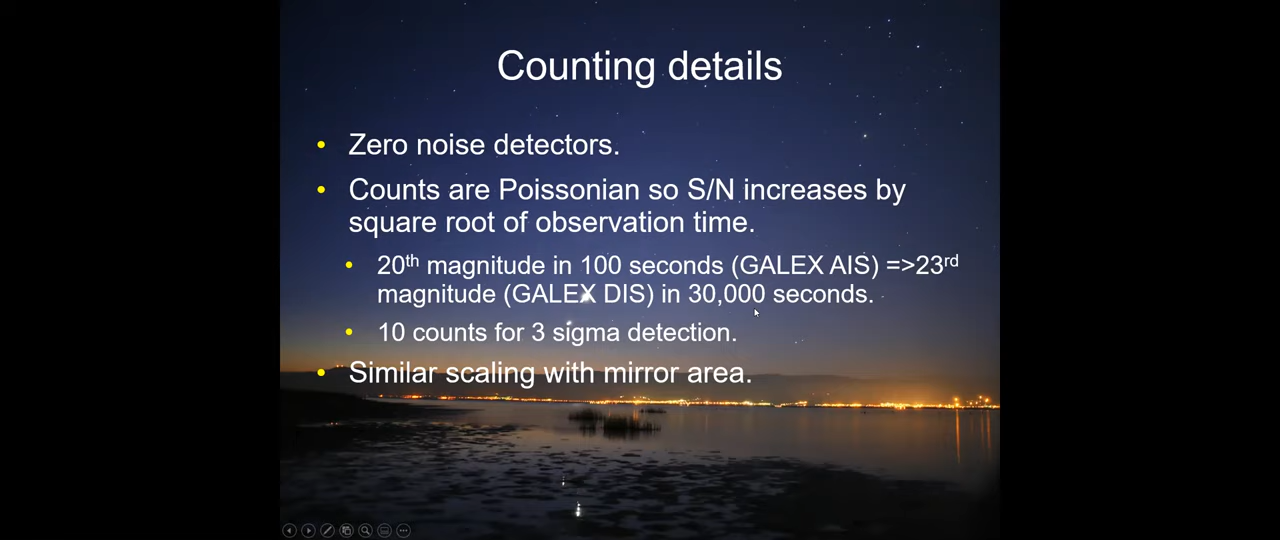 Counting details
• Zero noise detectors.
• Counts are Poissonian so S/N increases by
square root of observation time.
• 20th magnitude in 100 seconds (GALEX AIS) =>23rd
magnitude (GALEX DIS) in 30,000 seconds.
• 10 counts for 3 sigma detection.
• Similar scaling with mirror area.